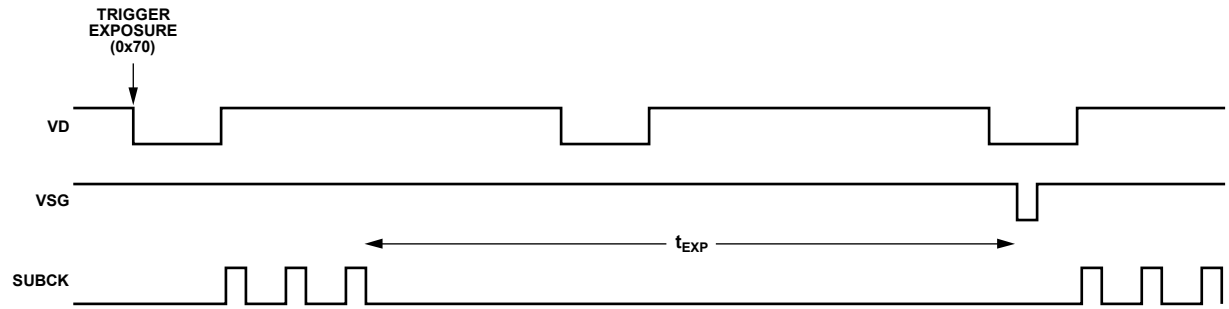 TRIGGER
EXPOSURE
(0x70)
VD
VSG
tEXP
SUBCK